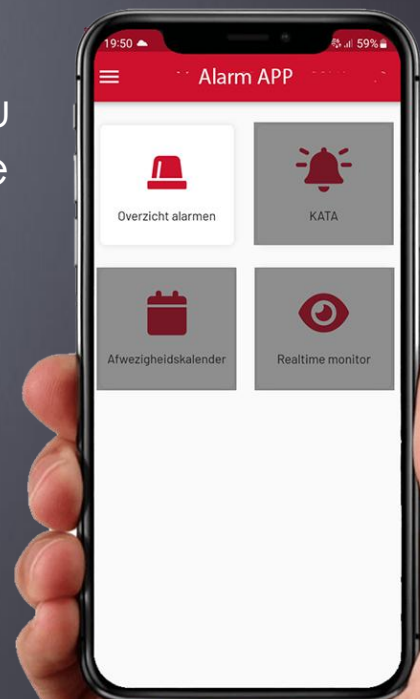 19:50 59%
Alarm APP
Overzicht alarmen KATA
Afwezigheidskalender Realtime monitor